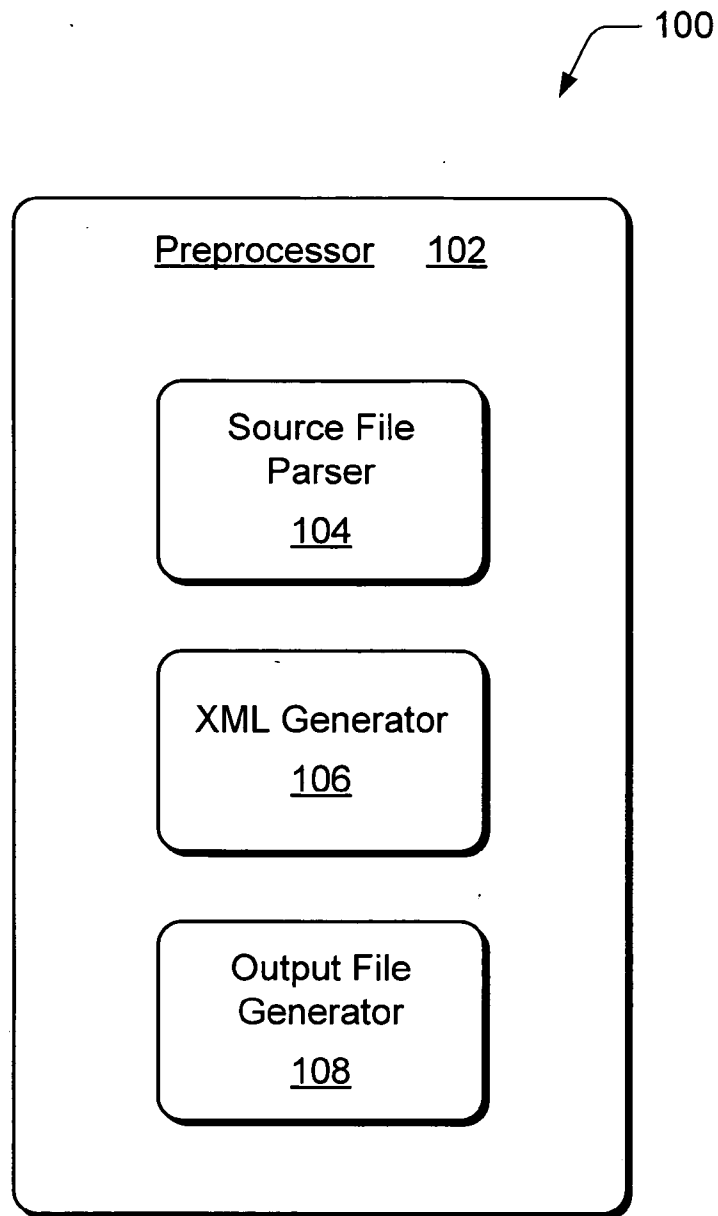 100
Preprocessor 102
Source File
Parser
104
XML Generator
106
Output File
Generator
108